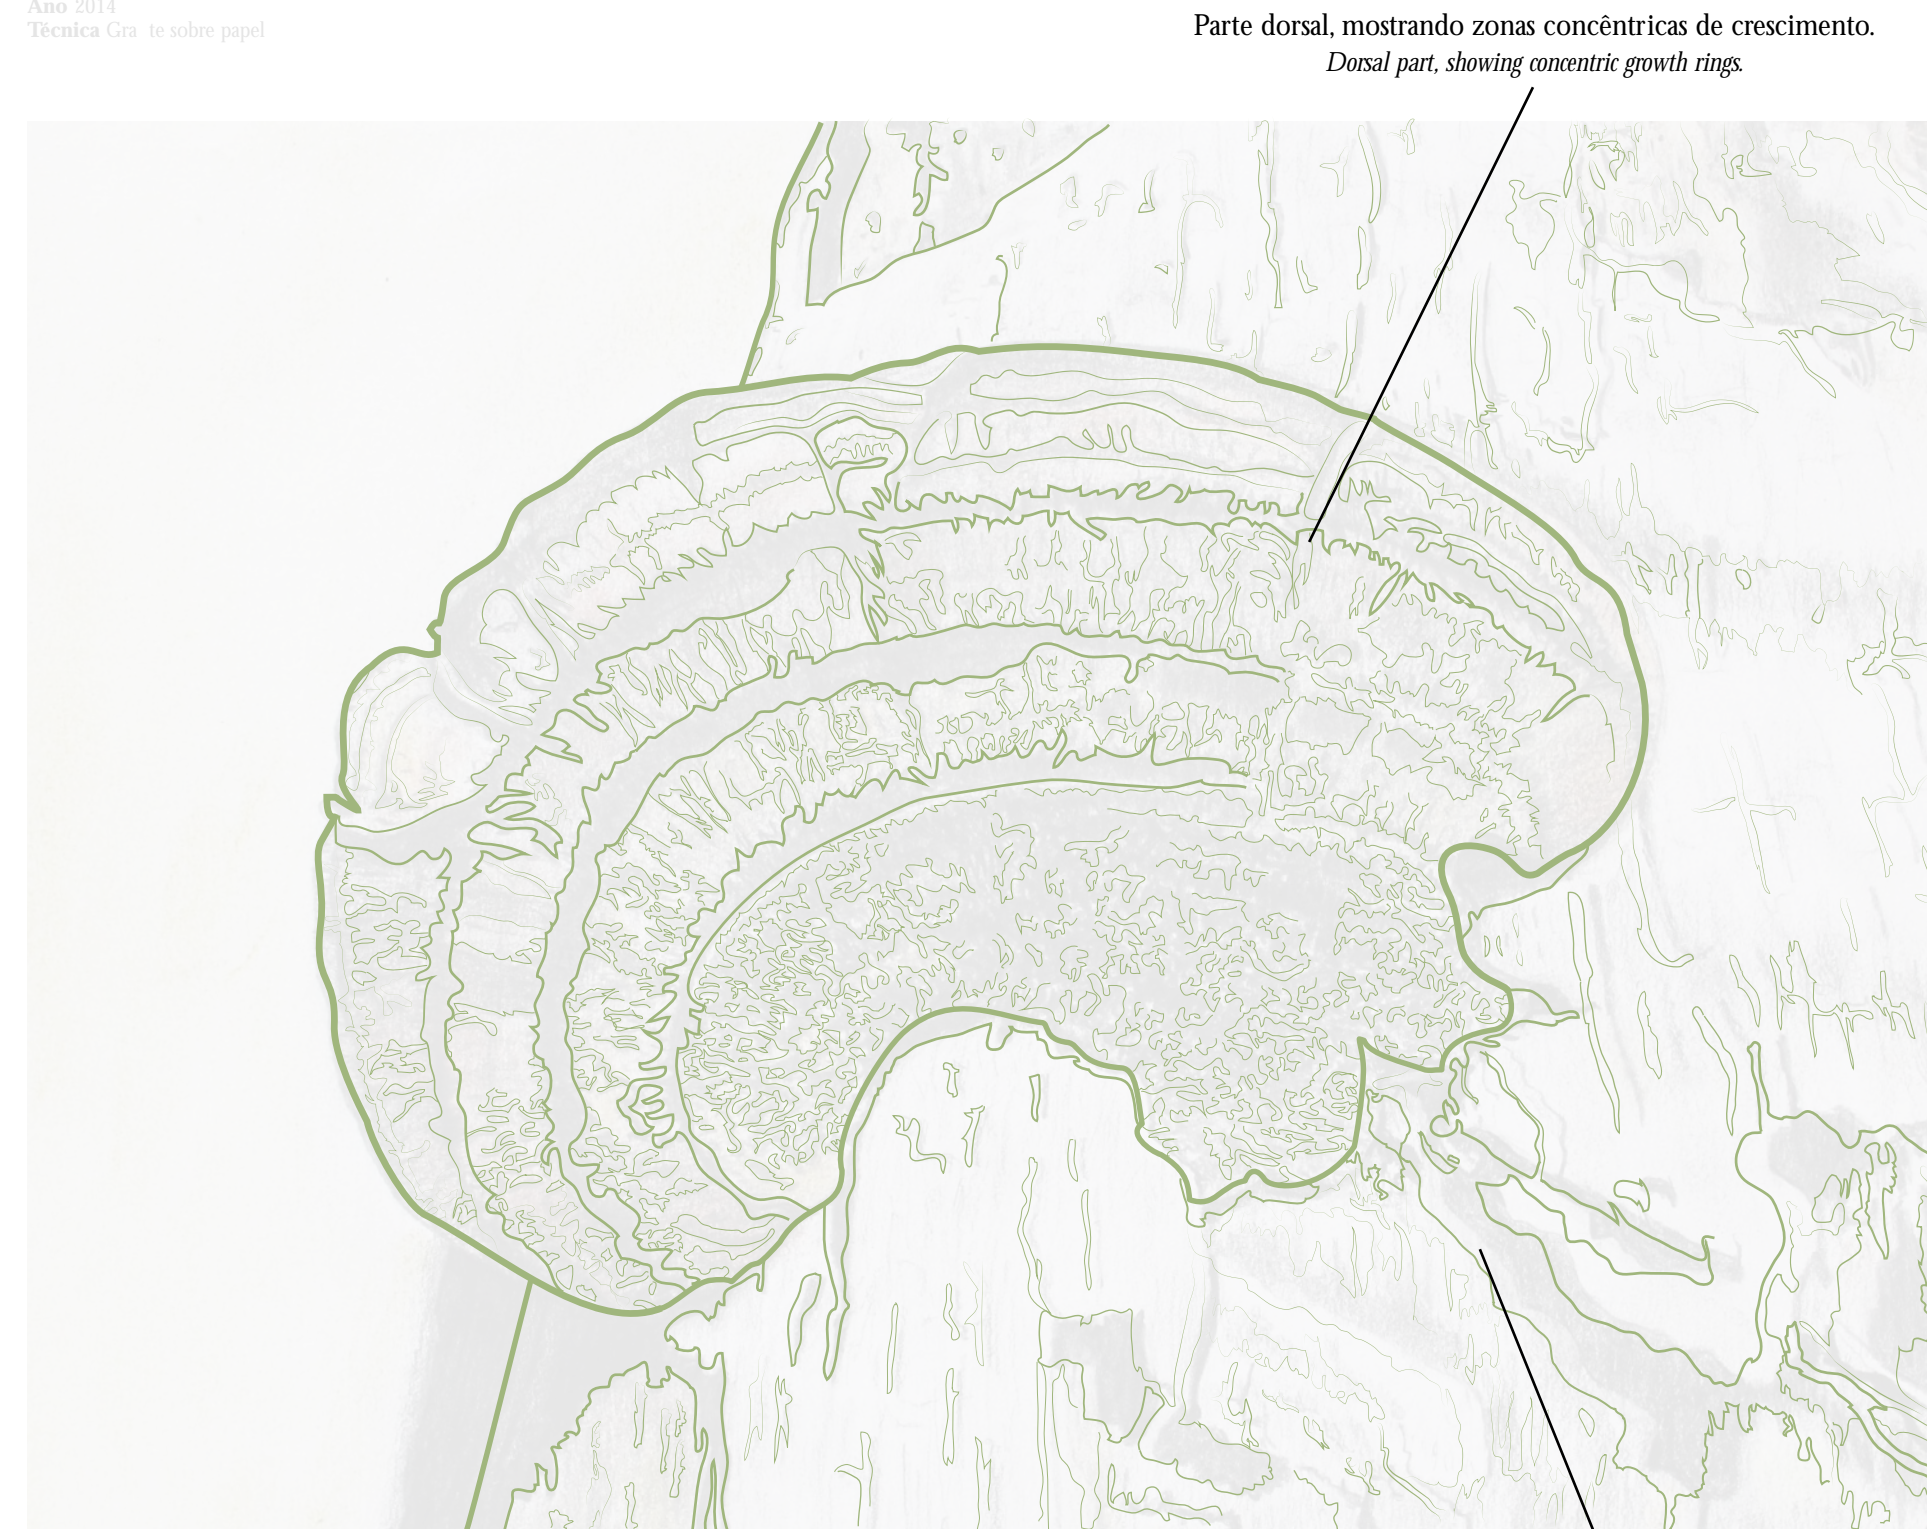 Ano 2014
Técnica Gra te sobre papel
Parte dorsal, mostrando zonas concêntricas de crescimento.
Dorsal part, showing concentric growth rings.